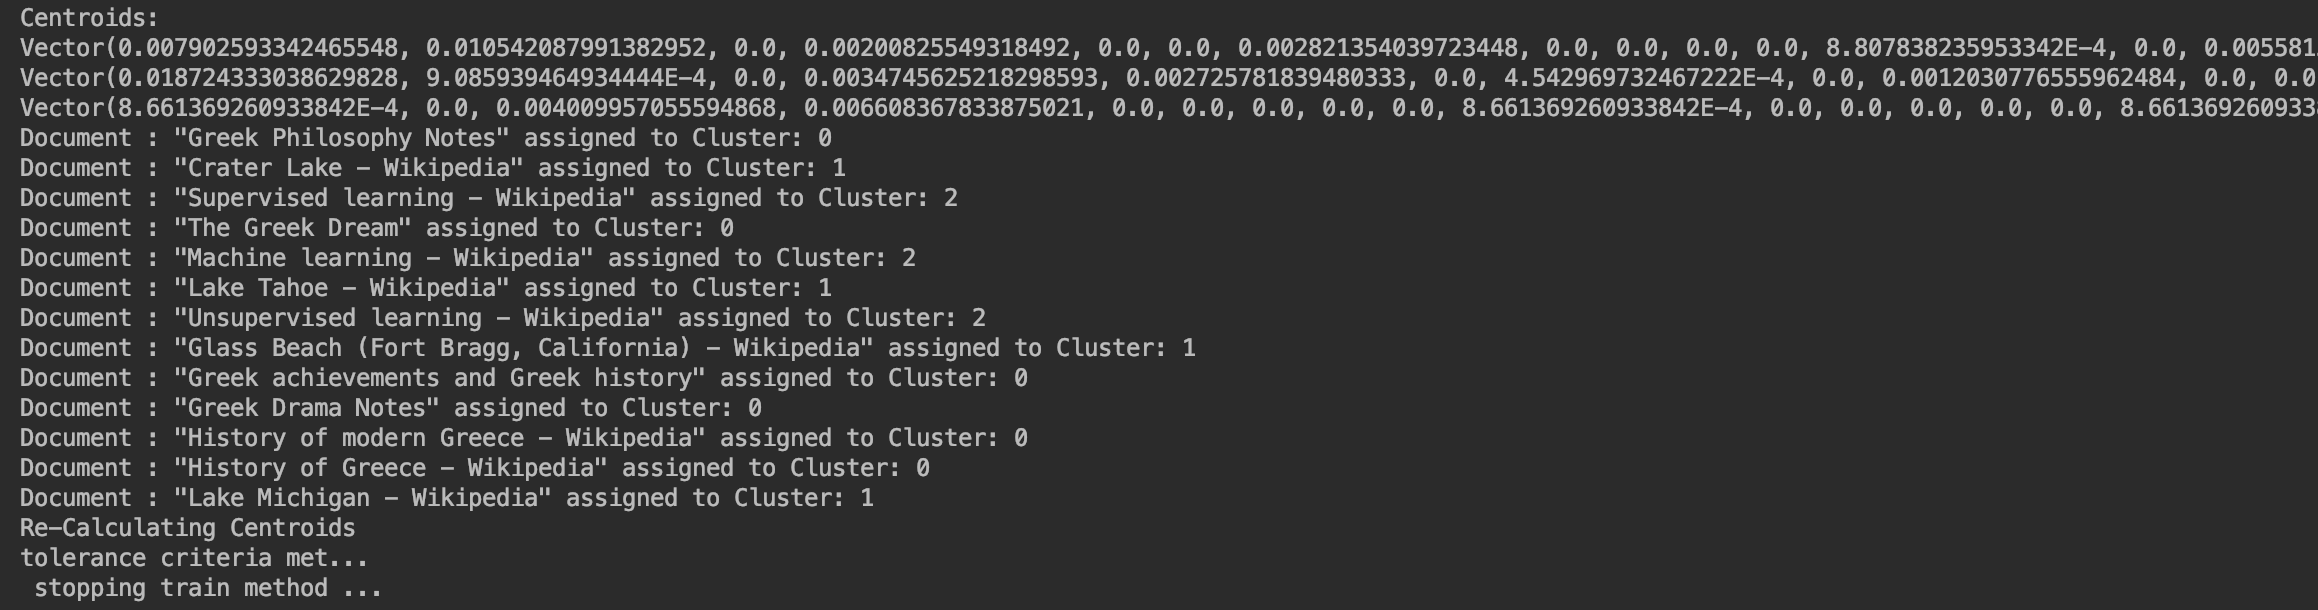 Centroids:
Vector(0.007902593342465548, 0.010542087991382952, 0.0, 0.00200825549318492, 0.0, 0.0, 0.002821354039723448, 0.0, 0.0, 0.0, 0.0, 8.807838235953342E-4, 0.0, 0.005581
Vector(0.018724333038629828, 9.085939464934444E-4, 0.0, 0.0034745625218298593, 0.002725781839480333, 0.0, 4.542969732467222E-4, 0.0, 0.0012030776555962484, 0.0, 0.0
Vector(8.661369260933842E-4, 0.0, 0.004009957055594868, 0.006608367833875021, 0.0, 0.0, 0.0, 0.0, 0.0, 8.661369260933842E-4, 0.0, 0.0, 0.0, 0.0, 0.0, 8.66136926093
Document : "Greek Philosophy Notes" assigned to Cluster: 0
Document : "Crater Lake – Wikipedia" assigned to Cluster: 1
Document : "Supervised learning – Wikipedia" assigned to Cluster: 2
Document : "The Greek Dream" assigned to Cluster: 0
Document : "Machine learning – Wikipedia" assigned to Cluster: 2
Document : "Lake Tahoe – Wikipedia" assigned to Cluster: 1
Document : "Unsupervised learning – Wikipedia" assigned to Cluster: 2
Document : "Glass Beach (Fort Bragg, California) – Wikipedia" assigned to Cluster: 1
Document : "Greek achievements and Greek history" assigned to Cluster: 0
Document : "Greek Drama Notes" assigned to Cluster: 0
Document : "History of modern Greece – Wikipedia" assigned to Cluster: 0
Document : "History of Greece – Wikipedia" assigned to Cluster: 0
Document : "Lake Michigan – Wikipedia" assigned to Cluster: 1
Re–Calculating Centroids
tolerance criteria met...
stopping train method ...